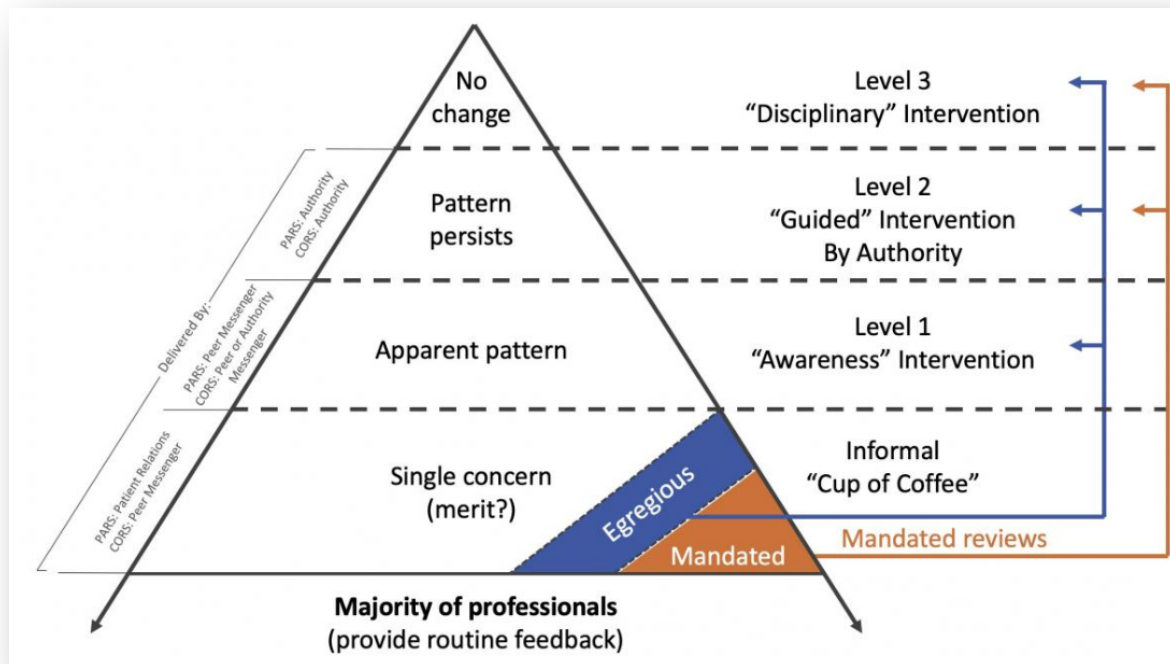 No
change
Pattern
persists
Apparent pattern
Single concern
(merit?)
Egregious
Mandated
Majority of professionals
(provide routine feedback)
Level 3
“Disciplinary” Intervention
Level 2
“Guided” Intervention
By Authority
Level 1
“Awareness” Intervention
Informal
“Cup of Coffee”
Mandated reviews
Delivered By:
PARS: Authority
CORS: Authority
PARS: Peer Messenger
CORS: Peer or Authority
Messenger
PARS: Patient Relations
CORS: Peer Messenger